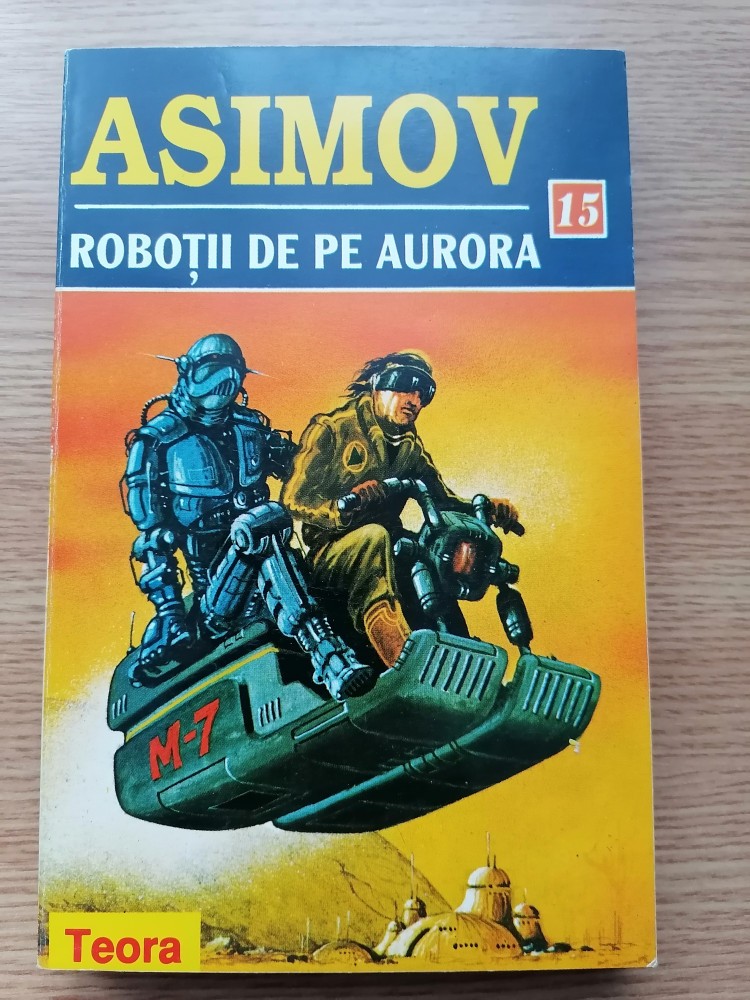 ASIMOV
15
ROBOȚII DE PE AURORA
M-7
Teora